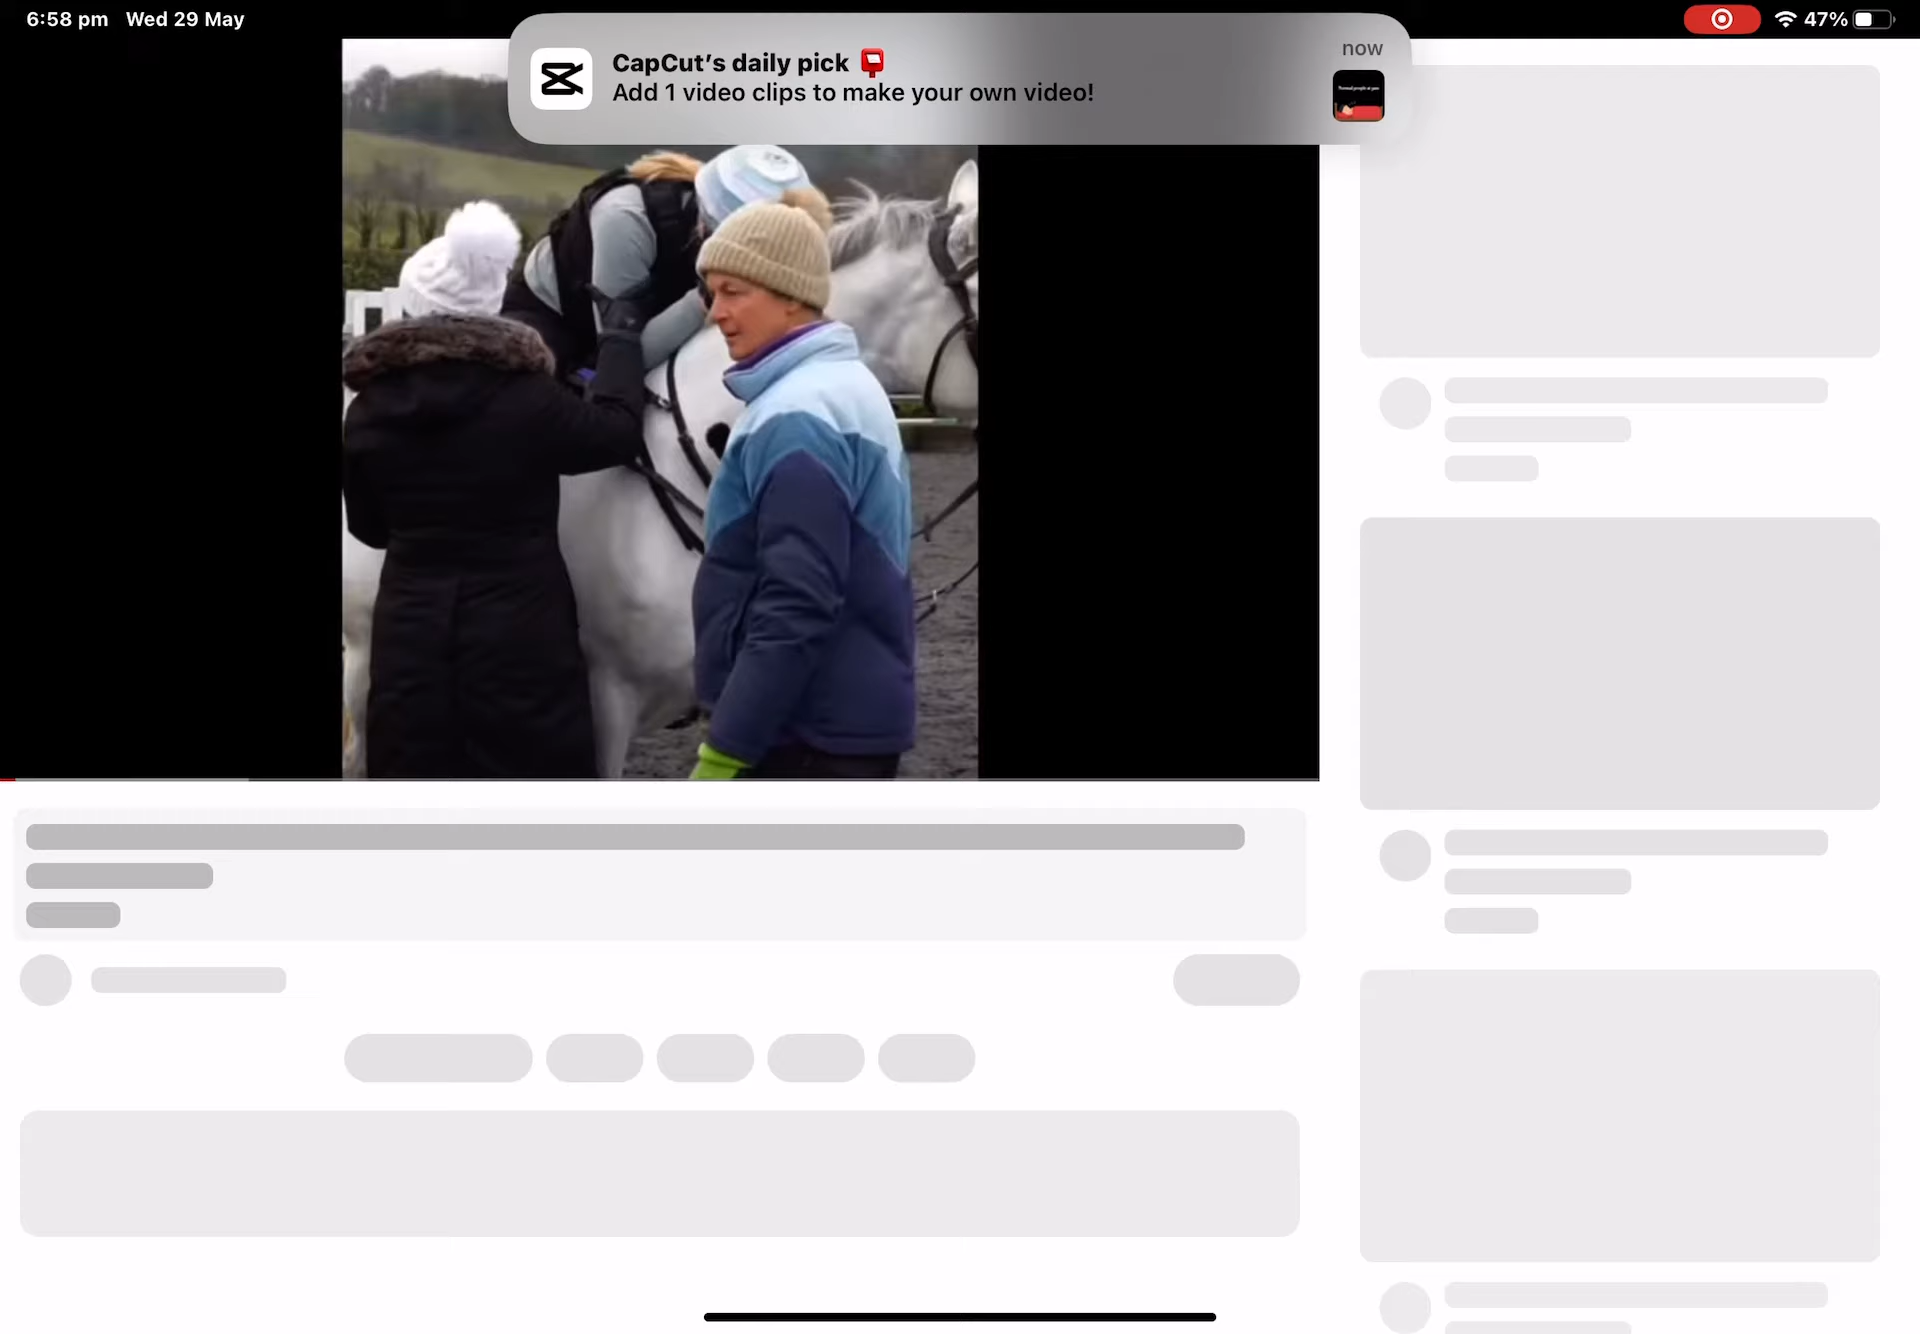 6:58 pm Wed 29 May
47%
CapCut's daily pick
now
Add 1 video clips to make your own video!